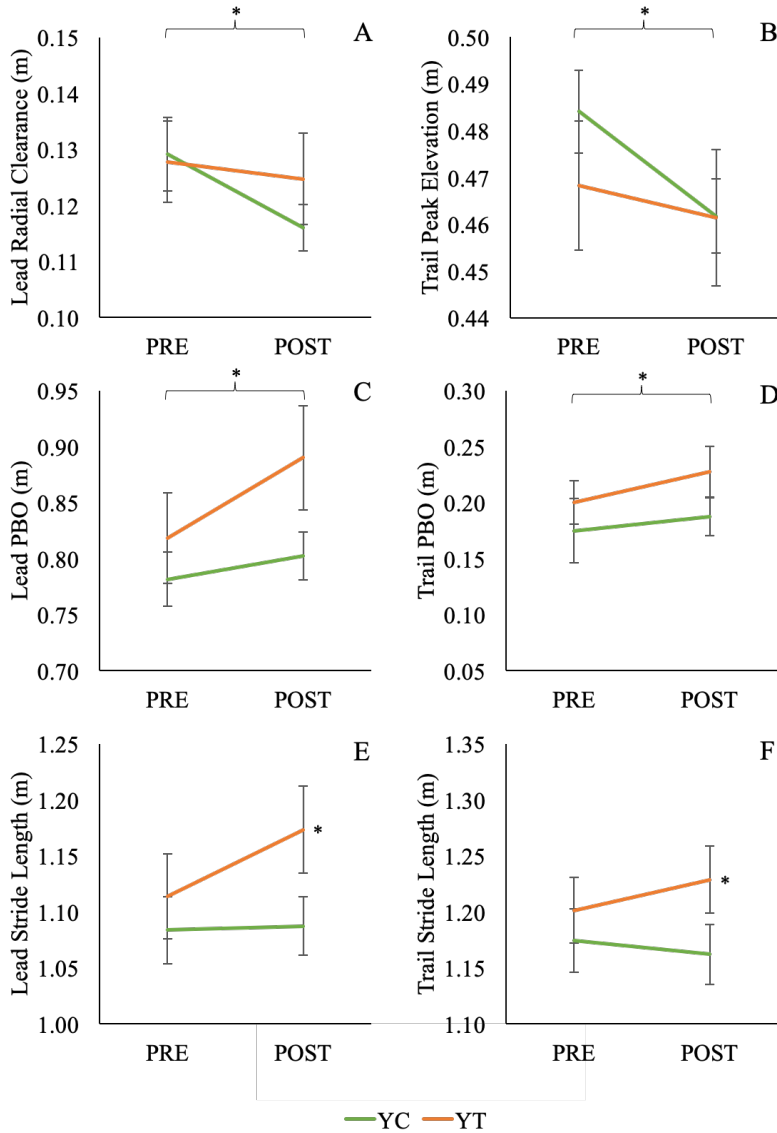 *
A
0.15
0.14
0.13
0.12
0.11
0.10
Lead Radial Clearance (m)
PRE
POST
*
B
0.50
0.49
0.48
0.47
0.46
0.45
0.44
Trail Peak Elevation (m)
PRE
POST
*
C
0.95
0.90
0.85
0.80
0.75
0.70
Lead PBO (m)
PRE
POST
*
D
0.30
0.25
0.20
0.15
0.10
0.05
Trail PBO (m)
PRE
POST
E
1.25
1.20
1.15
1.10
1.05
1.00
Lead Stride Length (m)
*
PRE
POST
F
1.35
1.30
1.25
1.20
1.15
1.10
Trail Stride Length (m)
*
PRE
POST
YC YT